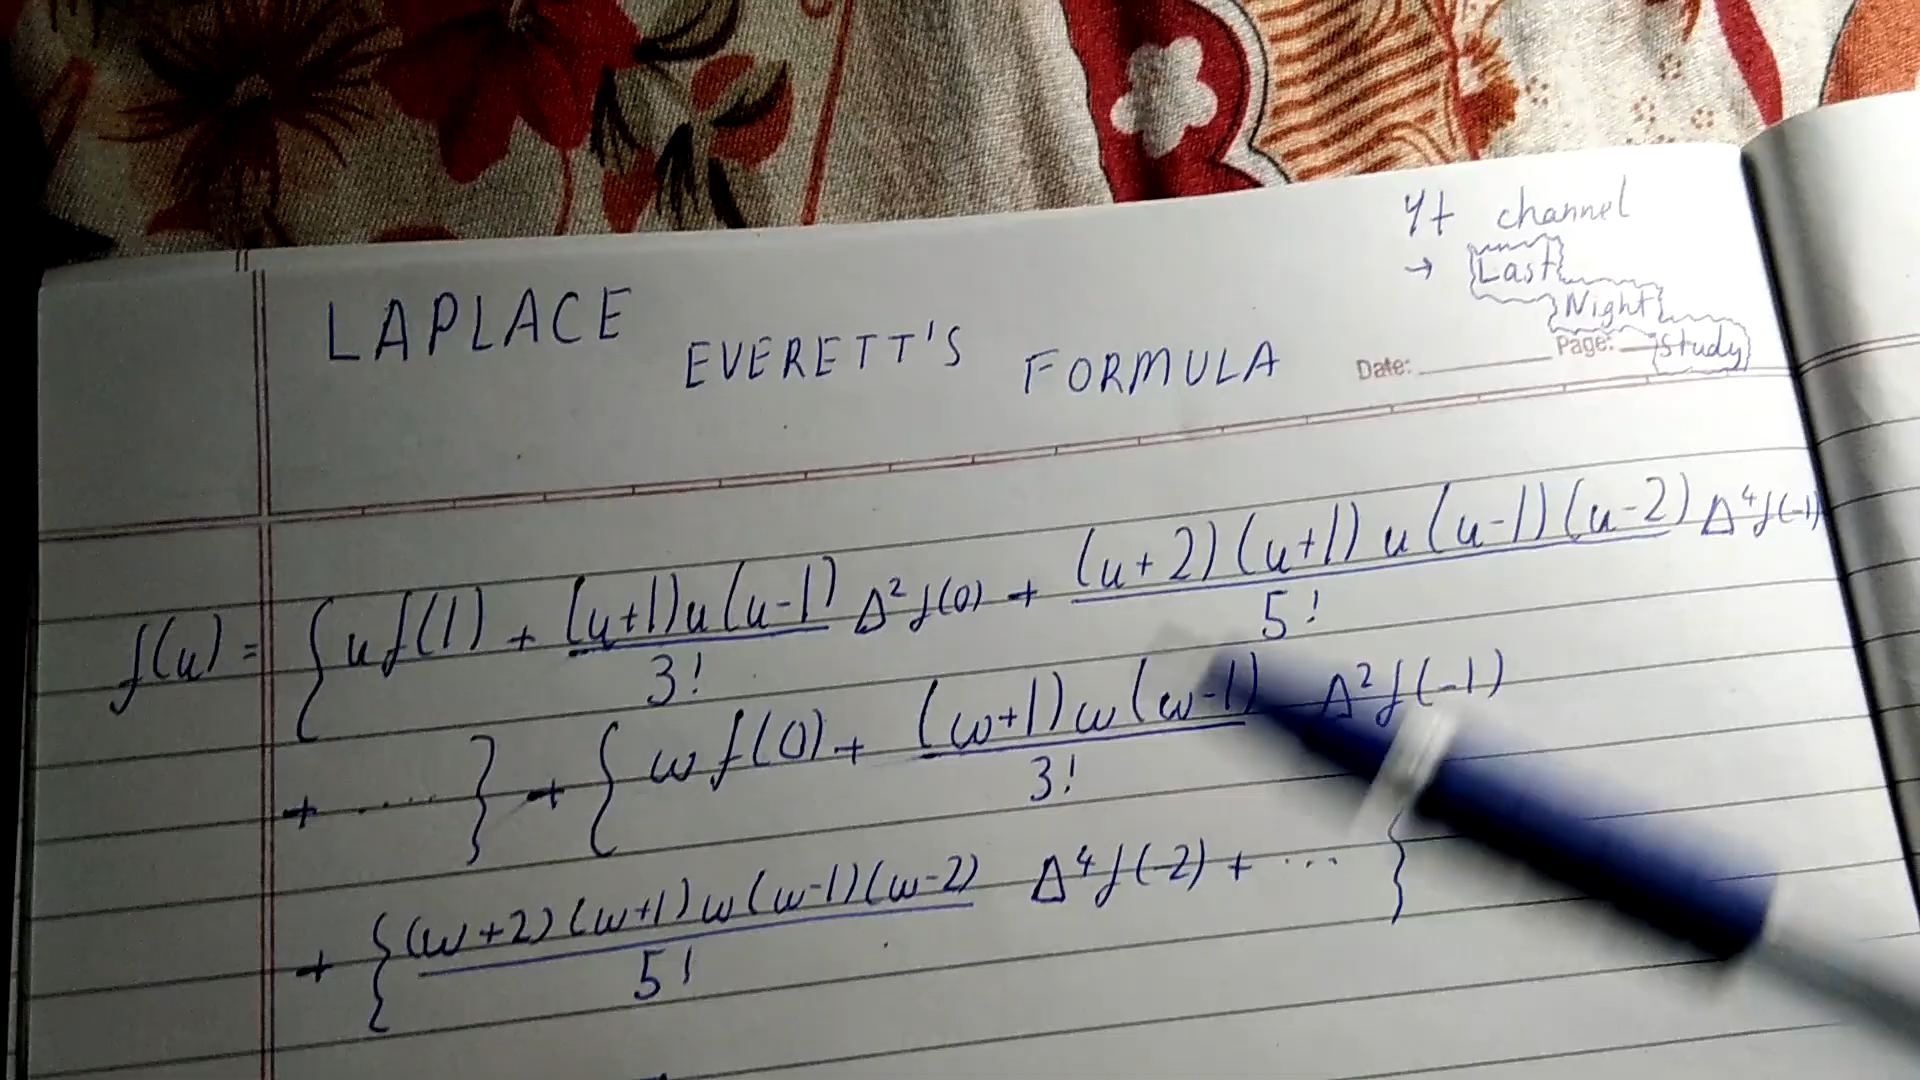 Yt channel
→ Last
Night
Study
LAPLACE EVERETT'S FORMULA
Date: Page:
f(u) = { u f(1) + (u+1)u(u-1)/3! Δ²f(0) + (u+2)(u+1)u(u-1)(u-2)/5! Δ⁴f(-1)
+ ..... } + { w f(0) + (w+1)w(w-1)/3! Δ²f(-1)
+ { (w+2)(w+1)w(w-1)(w-2)/5! Δ⁴f(-2) + ... }